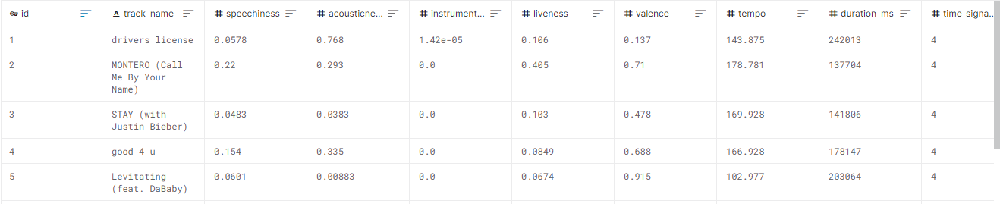 id track_name speechiness acousticne... instrument... liveness valence tempo duration_ms time_signa...
1 drivers license 0.0578 0.768 1.42e-05 0.106 0.137 143.875 242013 4
2 MONTERO (Call 0.22 0.293 0.0 0.405 0.71 178.781 137704 4
Me By Your
Name)
3 STAY (with 0.0483 0.0383 0.0 0.103 0.478 169.928 141806 4
Justin Bieber)
4 good 4 u 0.154 0.335 0.0 0.0849 0.688 166.928 178147 4
5 Levitating 0.0601 0.00883 0.0 0.0674 0.915 102.977 203064 4
(feat. DaBaby)